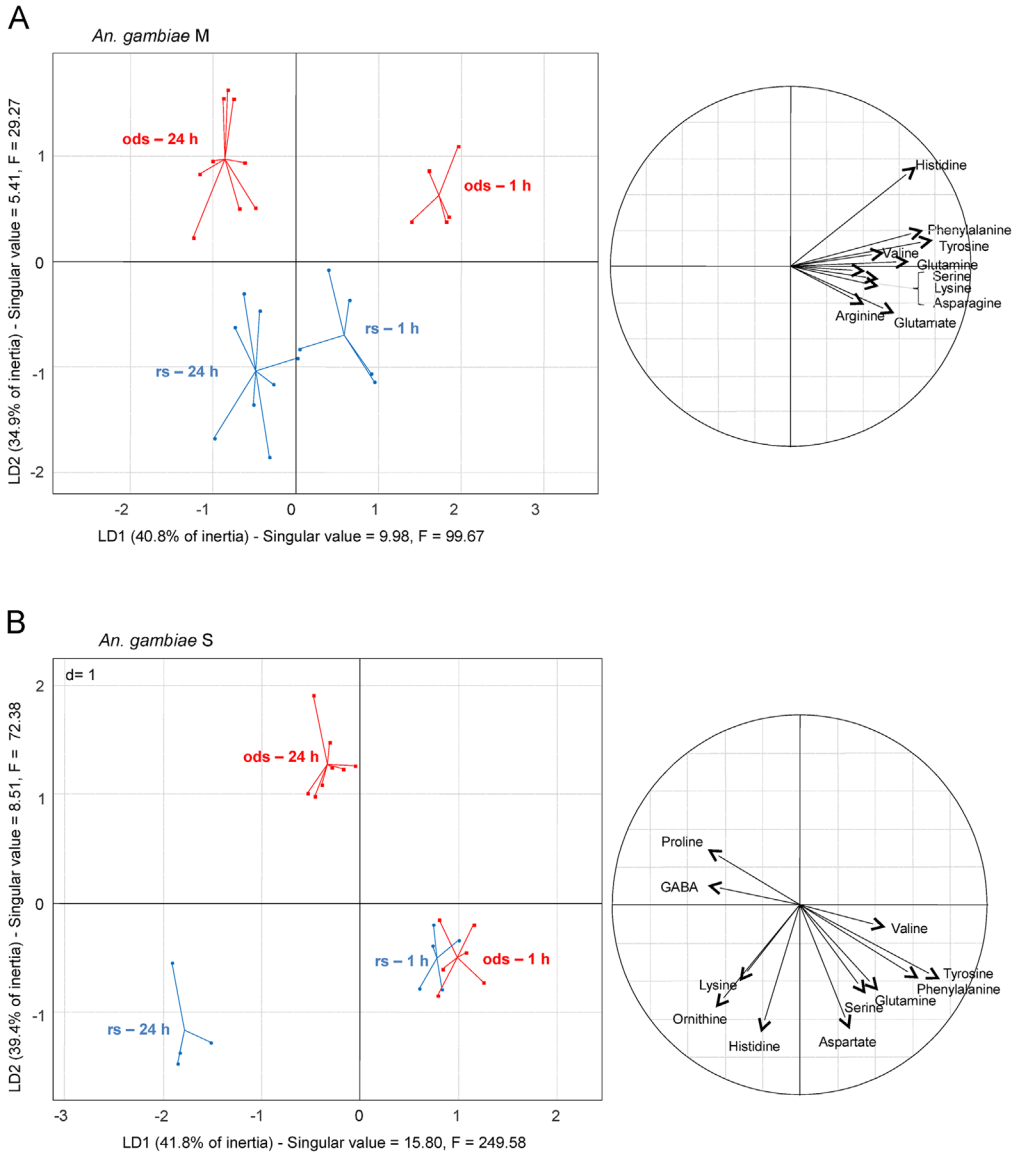 A
An. gambiae M
LD2 (34.9% of inertia) - Singular value = 5.41, F = 29.27
1
0
-1
-2
ods – 24 h
ods – 1 h
rs – 1 h
rs – 24 h
-2
-1
0
1
2
3
LD1 (40.8% of inertia) - Singular value = 9.98, F = 99.67
Histidine
Phenylalanine
Tyrosine
Valine
Glutamine
Serine
Lysine
Asparagine
Arginine
Glutamate
B
An. gambiae S
d= 1
LD2 (39.4% of inertia) - Singular value = 8.51, F = 72.38
2
1
0
-1
ods – 24 h
rs – 1 h
ods – 1 h
rs – 24 h
-3
-2
-1
0
1
2
LD1 (41.8% of inertia) - Singular value = 15.80, F = 249.58
Proline
GABA
Valine
Tyrosine
Phenylalanine
Lysine
Glutamine
Serine
Ornithine
Histidine
Aspartate